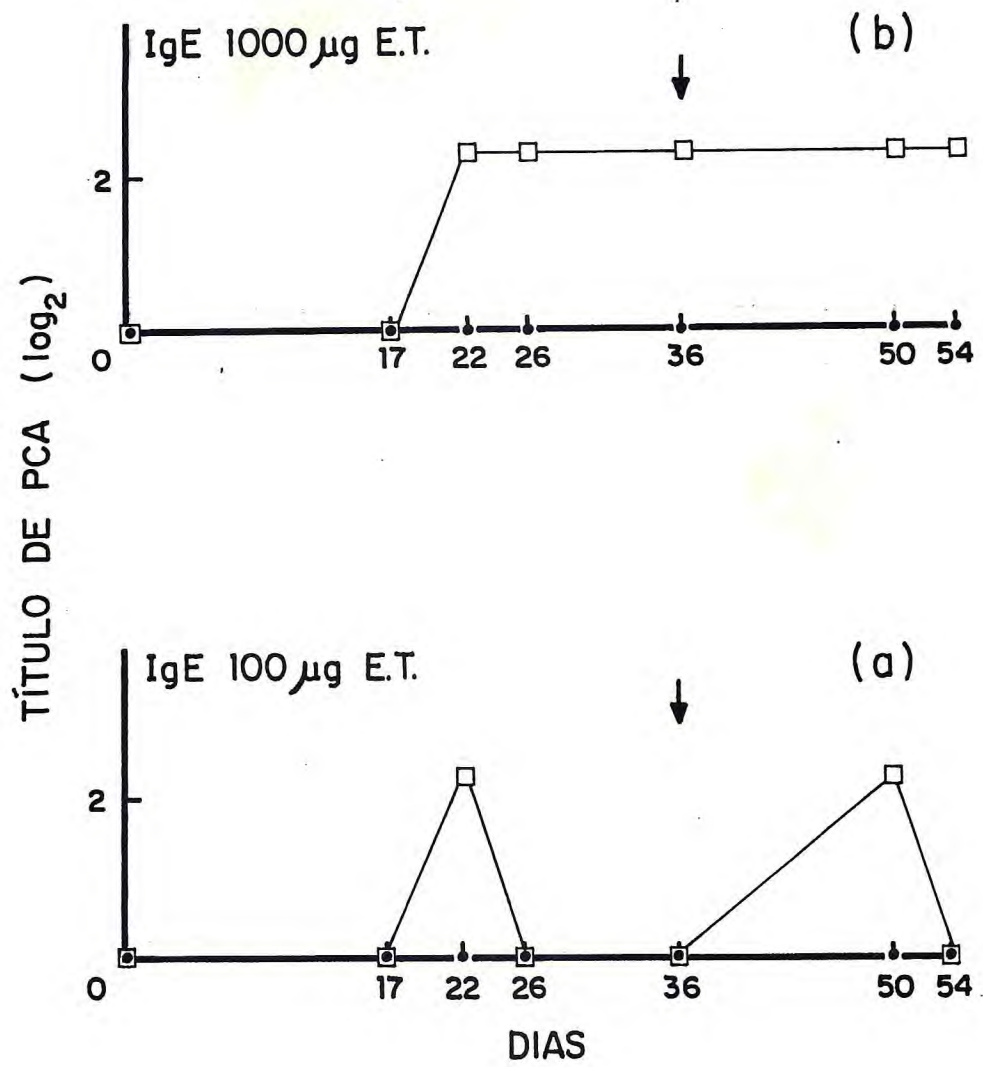 IgE 1000 µg E.T.
(b)
2
0
17 22 26 36 50 54
TÍTULO DE PCA (log2)
IgE 100 µg E.T.
(a)
2
0
17 22 26 36 50 54
DIAS